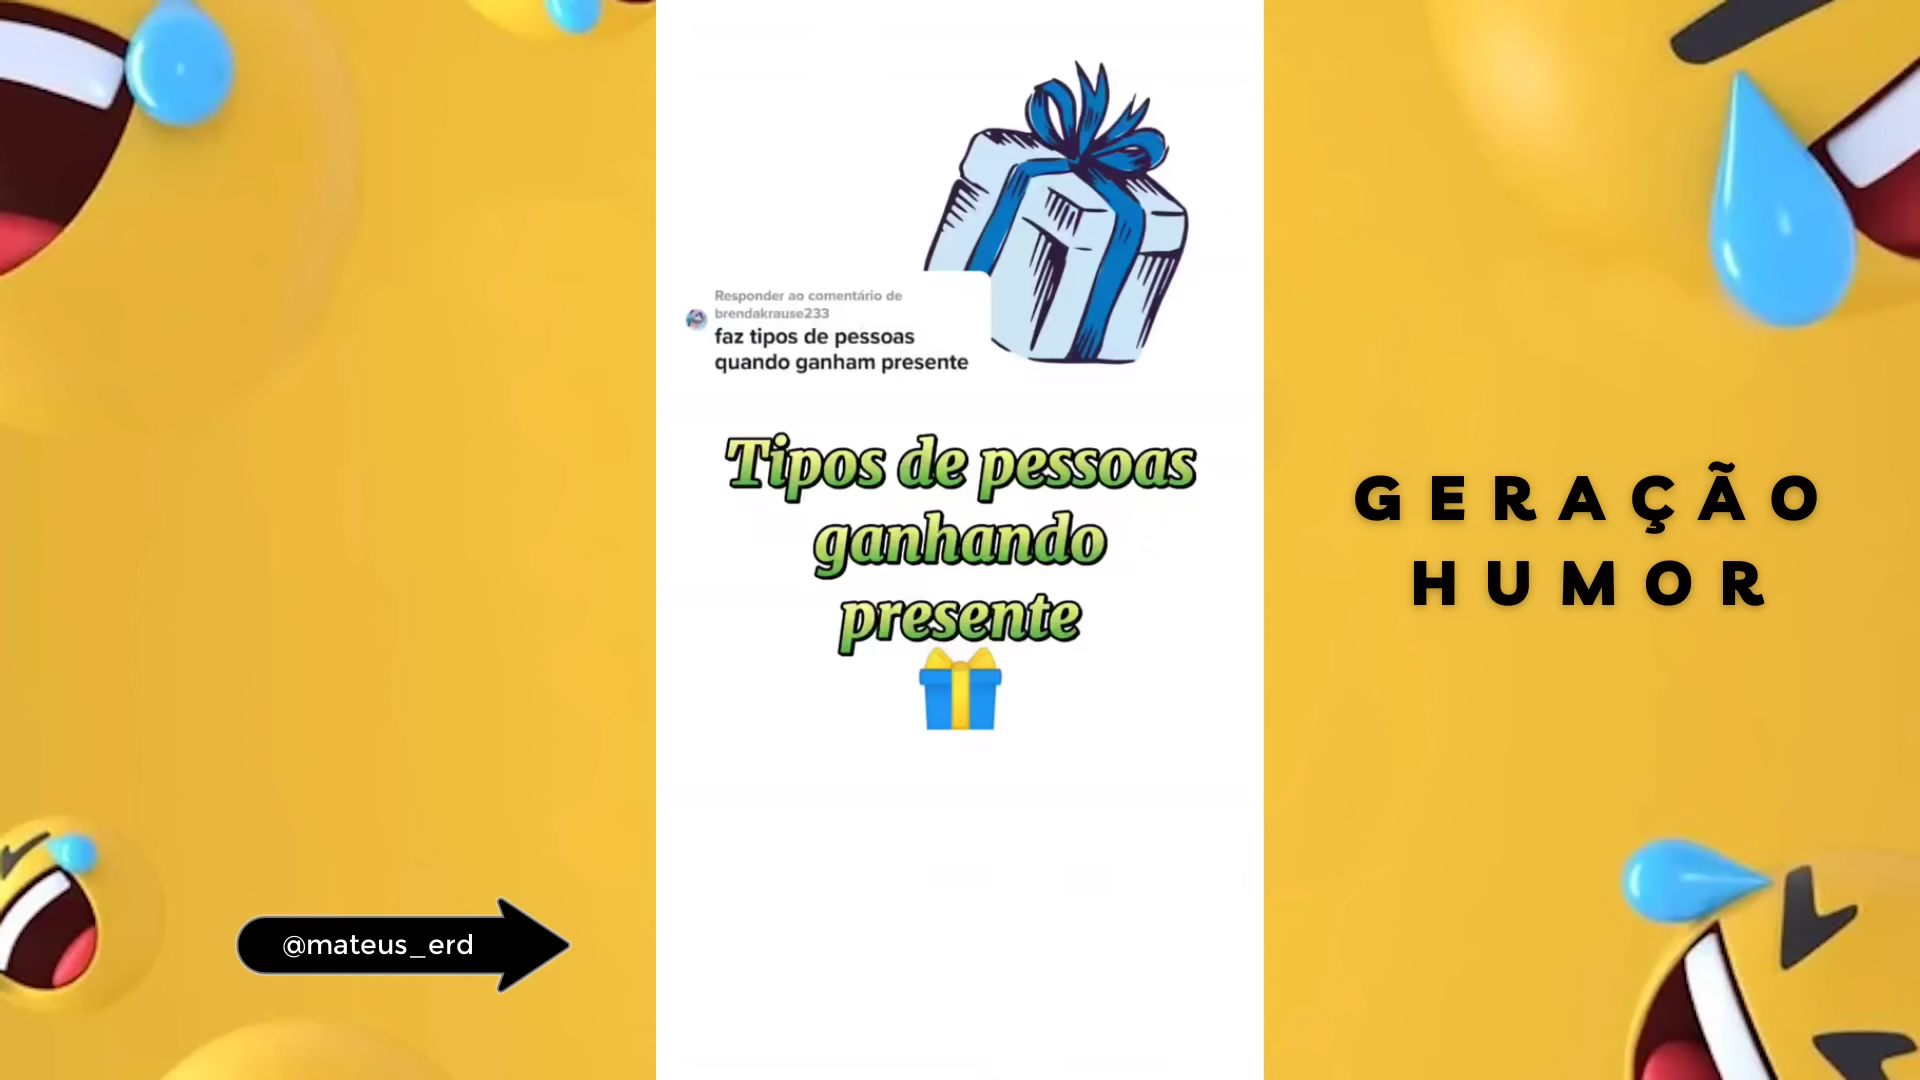 Responder ao comentário de
brendakrause233
faz tipos de pessoas
quando ganham presente
Tipos de pessoas
ganhando
presente
GERAÇÃO
HUMOR
@mateus_erd